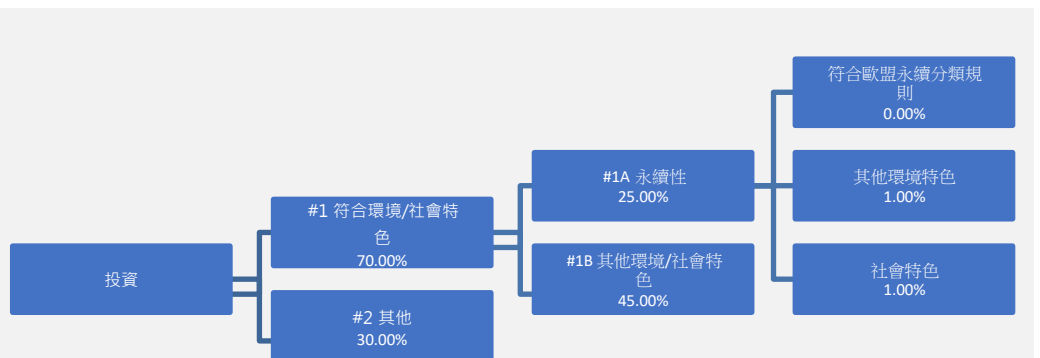 投資
#1 符合環境/社會特
色
70.00%
#2 其他
30.00%
#1A 永續性
25.00%
#1B 其他環境/社會特
色
45.00%
符合歐盟永續分類規
則
0.00%
其他環境特色
1.00%
社會特色
1.00%